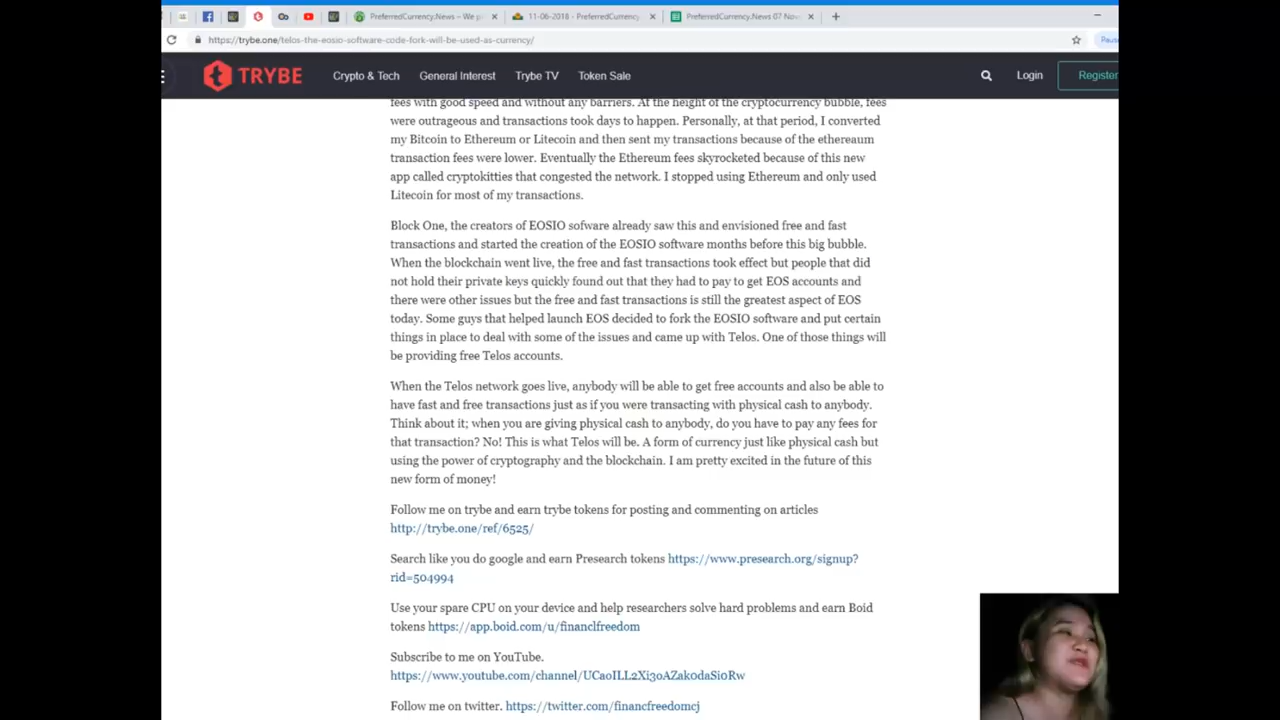 PreferredCurrency.News – We p
11-06-2018 - PreferredCurrency.
PreferredCurrency.News 07 Nov
https://trybe.one/telos-the-eosio-software-code-fork-will-be-used-as-currency/
Paus
TRYBE
Crypto & Tech
General Interest
Trybe TV
Token Sale
Login
Register
fees with good speed and without any barriers. At the height of the cryptocurrency bubble, fees
were outrageous and transactions took days to happen. Personally, at that period, I converted
my Bitcoin to Ethereum or Litecoin and then sent my transactions because of the ethereaum
transaction fees were lower. Eventually the Ethereum fees skyrocketed because of this new
app called cryptokitties that congested the network. I stopped using Ethereum and only used
Litecoin for most of my transactions.
Block One, the creators of EOSIO sofware already saw this and envisioned free and fast
transactions and started the creation of the EOSIO software months before this big bubble.
When the blockchain went live, the free and fast transactions took effect but people that did
not hold their private keys quickly found out that they had to pay to get EOS accounts and
there were other issues but the free and fast transactions is still the greatest aspect of EOS
today. Some guys that helped launch EOS decided to fork the EOSIO software and put certain
things in place to deal with some of the issues and came up with Telos. One of those things will
be providing free Telos accounts.
When the Telos network goes live, anybody will be able to get free accounts and also be able to
have fast and free transactions just as if you were transacting with physical cash to anybody.
Think about it; when you are giving physical cash to anybody, do you have to pay any fees for
that transaction? No! This is what Telos will be. A form of currency just like physical cash but
using the power of cryptography and the blockchain. I am pretty excited in the future of this
new form of money!
Follow me on trybe and earn trybe tokens for posting and commenting on articles
http://trybe.one/ref/6525/
Search like you do google and earn Presearch tokens https://www.presearch.org/signup?
rid=504994
Use your spare CPU on your device and help researchers solve hard problems and earn Boid
tokens https://app.boid.com/u/financlfreedom
Subscribe to me on YouTube.
https://www.youtube.com/channel/UCaoILL2Xi3oAZak0daSi0Rw
Follow me on twitter. https://twitter.com/financfreedomcj